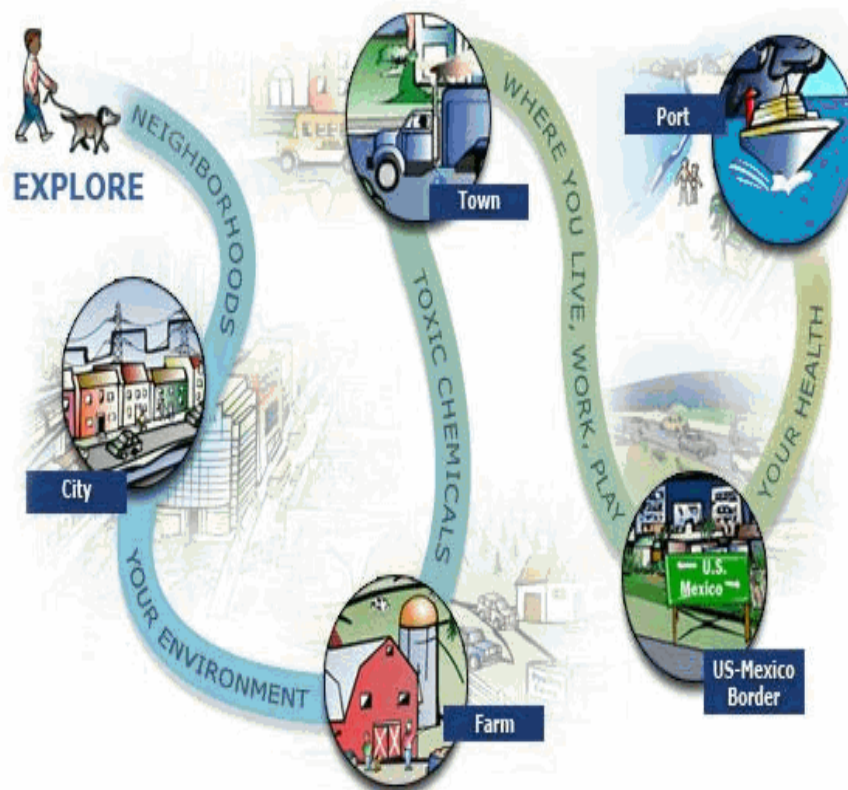 EXPLORE
NEIGHBORHOODS
City
YOUR ENVIRONMENT
Farm
TOXIC CHEMICALS
Town
WHERE YOU LIVE, WORK, PLAY
← U.S.
Mexico →
US-Mexico
Border
YOUR HEALTH
Port